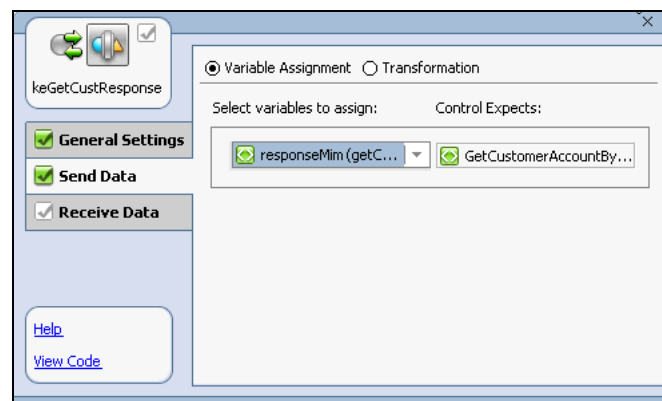 keGetCustResponse
General Settings
Send Data
Receive Data
Help
View Code
Variable Assignment Transformation
Select variables to assign: Control Expects:
responseMim (getC... GetCustomerAccountBy...